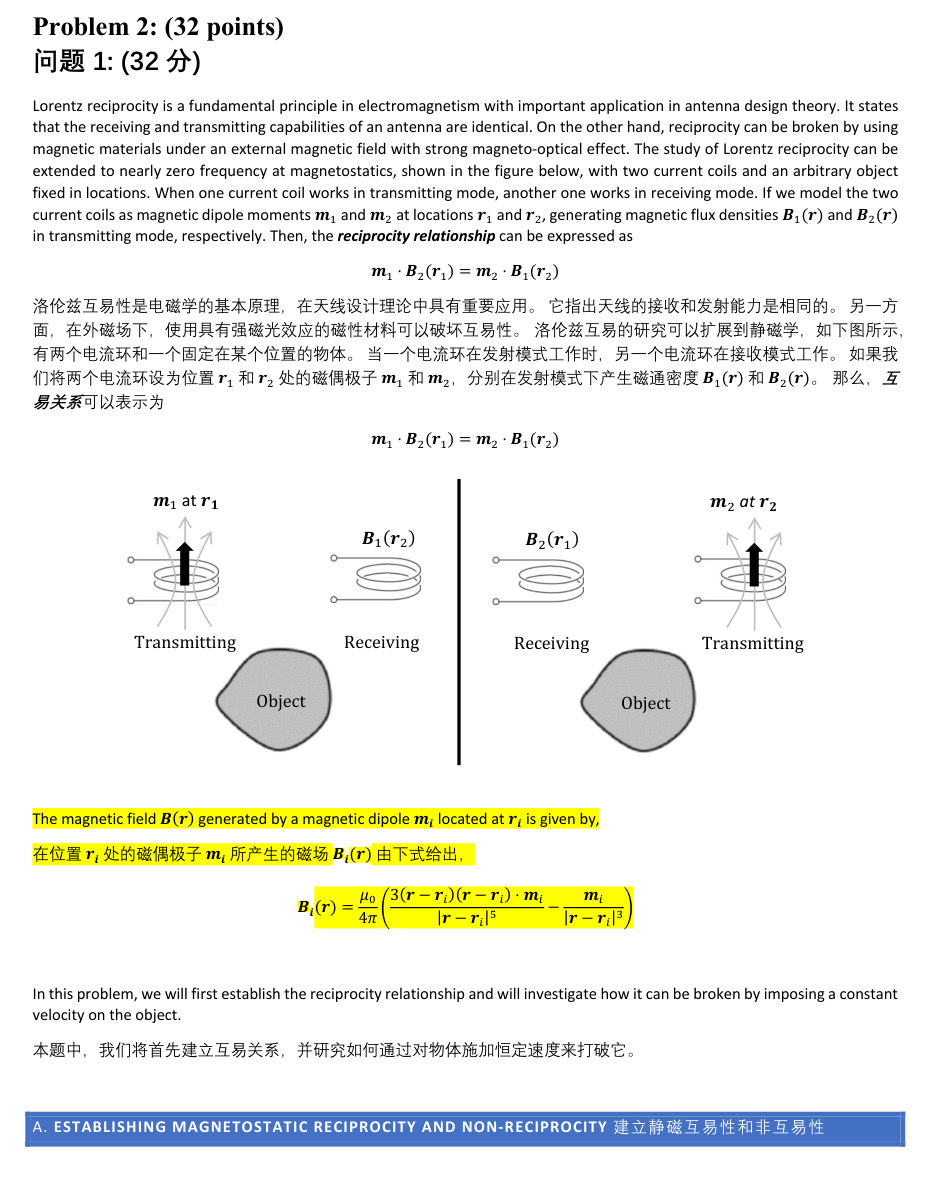 Problem 2: (32 points)
问题 1: (32 分)
Lorentz reciprocity is a fundamental principle in electromagnetism with important application in antenna design theory. It states
that the receiving and transmitting capabilities of an antenna are identical. On the other hand, reciprocity can be broken by using
magnetic materials under an external magnetic field with strong magneto-optical effect. The study of Lorentz reciprocity can be
extended to nearly zero frequency at magnetostatics, shown in the figure below, with two current coils and an arbitrary object
fixed in locations. When one current coil works in transmitting mode, another one works in receiving mode. If we model the two
current coils as magnetic dipole moments m₁ and m₂ at locations r₁ and r₂, generating magnetic flux densities B₁(r) and B₂(r)
in transmitting mode, respectively. Then, the reciprocity relationship can be expressed as
m₁ · B₂(r₁) = m₂ · B₁(r₂)
洛伦兹互易性是电磁学的基本原理，在天线设计理论中具有重要应用。 它指出天线的接收和发射能力是相同的。 另一方
面，在外磁场下，使用具有强磁光效应的磁性材料可以破坏互易性。 洛伦兹互易的研究可以扩展到静磁学，如下图所示，
有两个电流环和一个固定在某个位置的物体。 当一个电流环在发射模式工作时，另一个电流环在接收模式工作。 如果我
们将两个电流环设为位置 r₁ 和 r₂ 处的磁偶极子 m₁ 和 m₂，分别在发射模式下产生磁通密度 B₁(r) 和 B₂(r)。 那么，互
易关系可以表示为
m₁ · B₂(r₁) = m₂ · B₁(r₂)
m₁ at r₁
B₁(r₂)
Transmitting
Receiving
Object
B₂(r₁)
m₂ at r₂
Receiving
Transmitting
Object
The magnetic field B(r) generated by a magnetic dipole mᵢ located at rᵢ is given by,
在位置 rᵢ 处的磁偶极子 mᵢ 所产生的磁场 Bᵢ(r) 由下式给出，
Bᵢ(r) = μ₀/4π (3(r − rᵢ)(r − rᵢ) · mᵢ / |r − rᵢ|⁵ − mᵢ / |r − rᵢ|³)
In this problem, we will first establish the reciprocity relationship and will investigate how it can be broken by imposing a constant
velocity on the object.
本题中，我们将首先建立互易关系，并研究如何通过对物体施加恒定速度来打破它。
A. ESTABLISHING MAGNETOSTATIC RECIPROCITY AND NON-RECIPROCITY 建立静磁互易性和非互易性